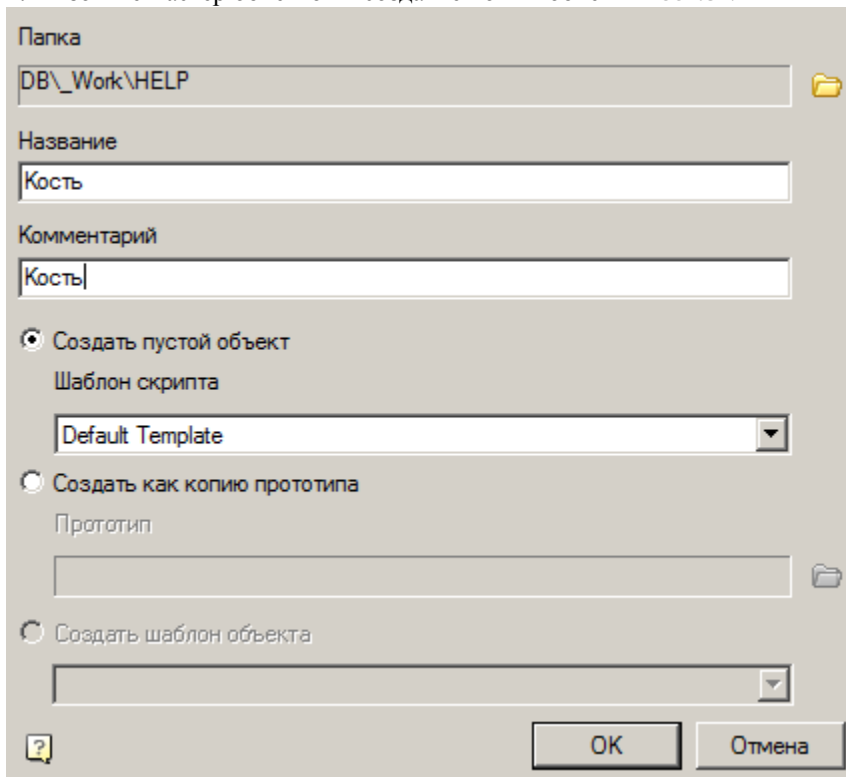 Папка
DB\_Work\HELP
Название
Кость
Комментарий
Кость
Создать пустой объект
Шаблон скрипта
Default Template
Создать как копию прототипа
Прототип
Создать шаблон объекта
?
OK Отмена